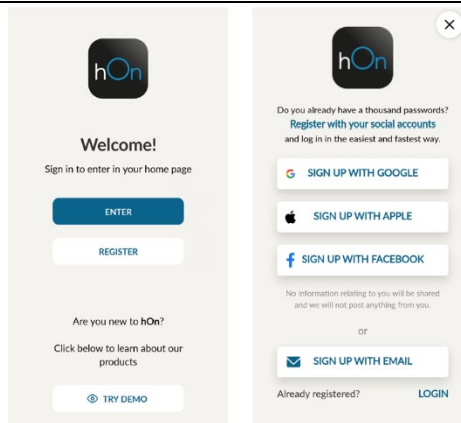 hOn
Welcome!
Sign in to enter in your home page
ENTER
REGISTER
Are you new to hOn?
Click below to learn about our
products
TRY DEMO
hOn
Do you already have a thousand passwords?
Register with your social accounts
and log in in the easiest and fastest way.
SIGN UP WITH GOOGLE
SIGN UP WITH APPLE
SIGN UP WITH FACEBOOK
No information relating to you will be shared
and we will not post anything from you.
or
SIGN UP WITH EMAIL
Already registered? LOGIN